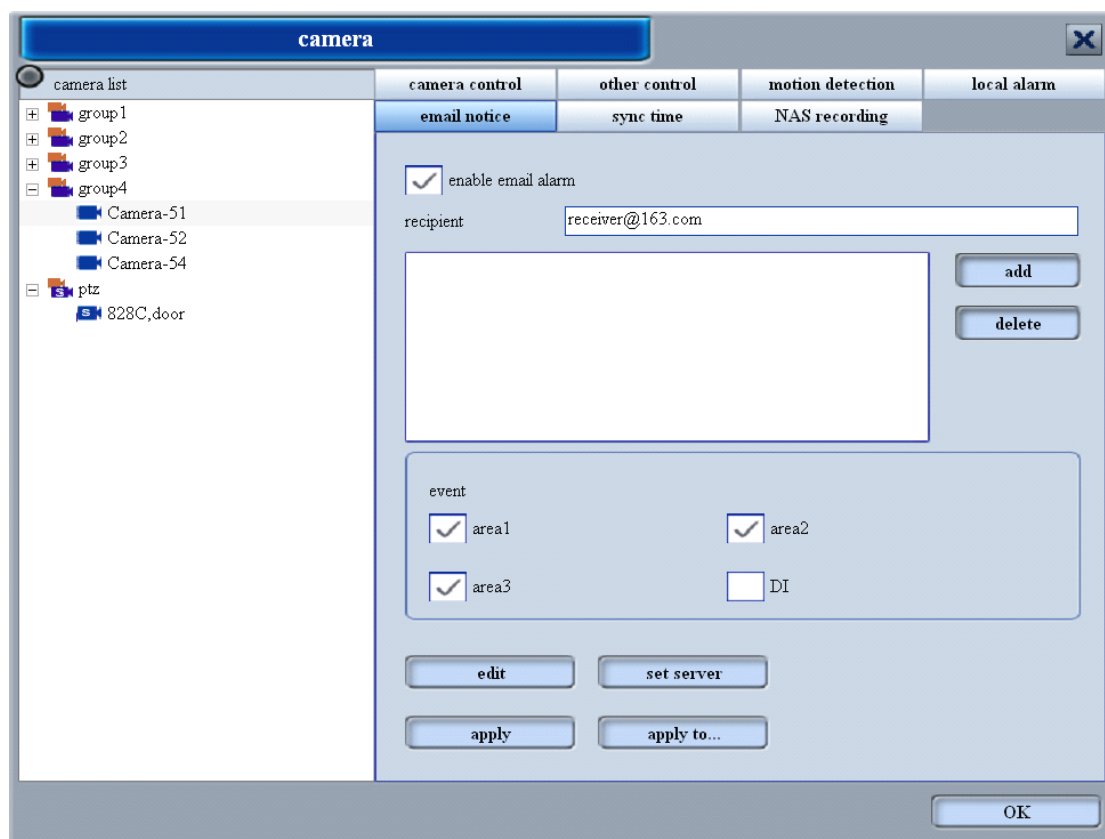 camera
camera list
camera control other control motion detection local alarm
email notice sync time NAS recording
group1
group2
group3
group4
Camera-51
Camera-52
Camera-54
ptz
828C,door
enable email alarm
recipient receiver@163.com
add
delete
event
area1 area2
area3 DI
edit set server
apply apply to...
OK